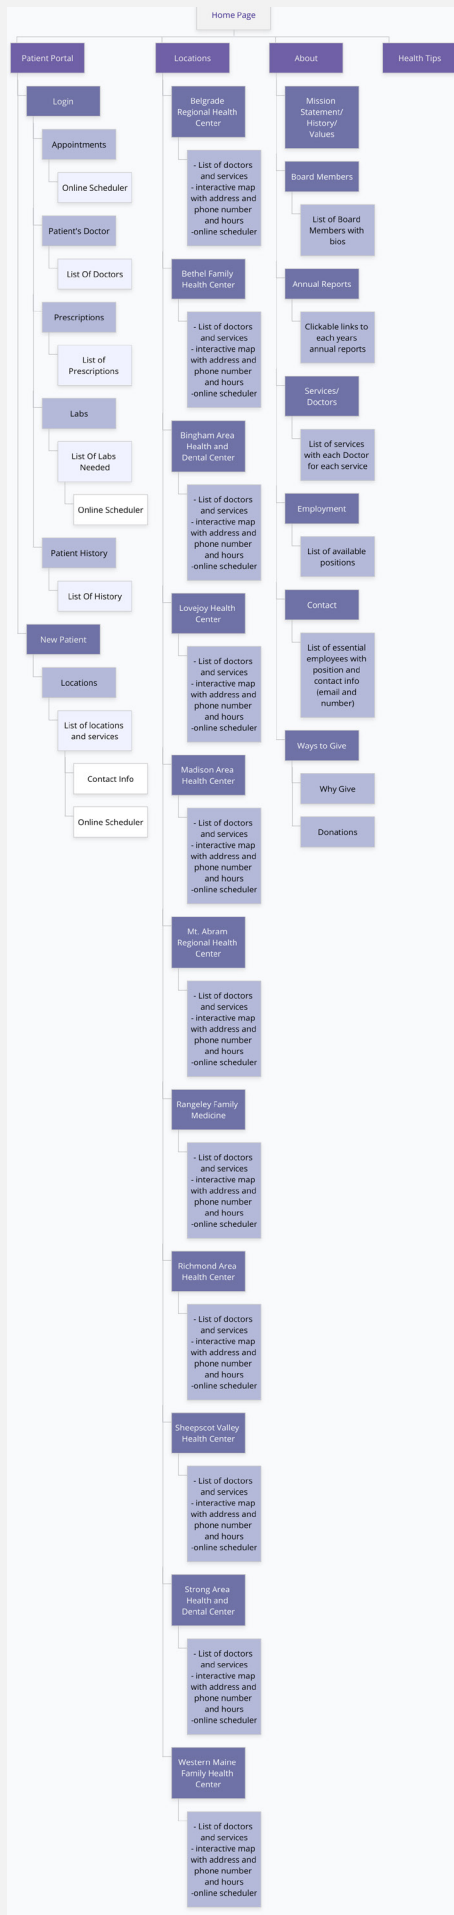 Home Page
Patient Portal
Login
Appointments
Online Scheduler
Patient's Doctor
List Of Doctors
Prescriptions
List of
Prescriptions
Labs
List Of Labs
Needed
Online Scheduler
Patient History
List Of History
New Patient
Locations
List of locations
and services
Contact Info
Online Scheduler
Locations
Belgrade
Regional Health
Center
- List of doctors
and services
- interactive map
with address and
phone number
and hours
-online scheduler
Bethel Family
Health Center
- List of doctors
and services
- interactive map
with address and
phone number
and hours
-online scheduler
Bingham Area
Health and
Dental Center
- List of doctors
and services
- interactive map
with address and
phone number
and hours
-online scheduler
Lovejoy Health
Center
- List of doctors
and services
- interactive map
with address and
phone number
and hours
-online scheduler
Madison Area
Health Center
- List of doctors
and services
- interactive map
with address and
phone number
and hours
-online scheduler
Mt. Abram
Regional Health
Center
- List of doctors
and services
- interactive map
with address and
phone number
and hours
-online scheduler
Rangeley Family
Medicine
- List of doctors
and services
- interactive map
with address and
phone number
and hours
-online scheduler
Richmond Area
Health Center
- List of doctors
and services
- interactive map
with address and
phone number
and hours
-online scheduler
Sheepscot Valley
Health Center
- List of doctors
and services
- interactive map
with address and
phone number
and hours
-online scheduler
Strong Area
Health and
Dental Center
- List of doctors
and services
- interactive map
with address and
phone number
and hours
-online scheduler
Western Maine
Family Health
Center
- List of doctors
and services
- interactive map
with address and
phone number
and hours
-online scheduler
About
Mission
Statement/
History/
Values
Board Members
List of Board
Members with
bios
Annual Reports
Clickable links to
each years
annual reports
Services/
Doctors
List of services
with each Doctor
for each service
Employment
List of available
positions
Contact
List of essential
employees with
position and
contact info
(email and
number)
Ways to Give
Why Give
Donations
Health Tips